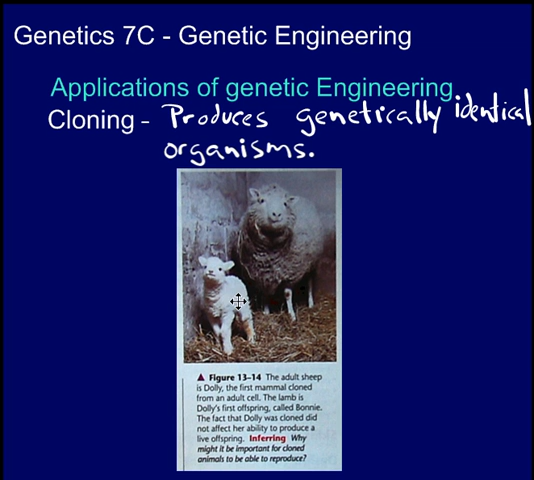 Genetics 7C - Genetic Engineering
Applications of genetic Engineering
Cloning - Produces genetically identical
organisms.
▲ Figure 13-14 The adult sheep
is Dolly, the first mammal cloned
from an adult cell. The lamb is
Dolly's first offspring, called Bonnie.
The fact that Dolly was cloned did
not affect her ability to produce a
live offspring. Inferring Why
might it be important for cloned
animals to be able to reproduce?